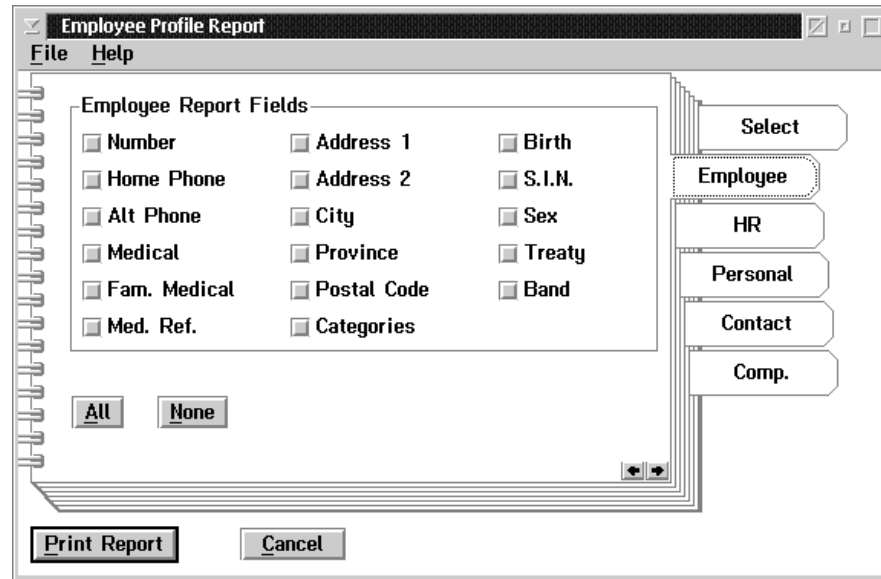 Employee Profile Report
File Help
Employee Report Fields
Number Address 1 Birth
Home Phone Address 2 S.I.N.
Alt Phone City Sex
Medical Province Treaty
Fam. Medical Postal Code Band
Med. Ref. Categories
All None
Select
Employee
HR
Personal
Contact
Comp.
Print Report Cancel